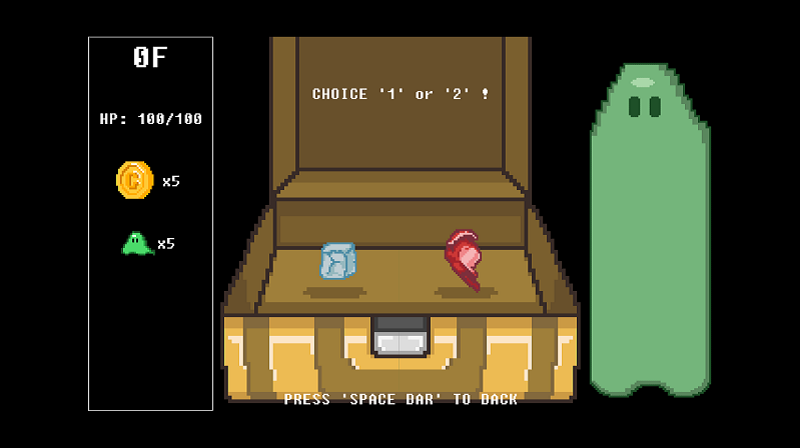 0F
HP: 100/100
x5
x5
CHOICE '1' or '2' !
PRESS 'SPACE BAR' TO BACK